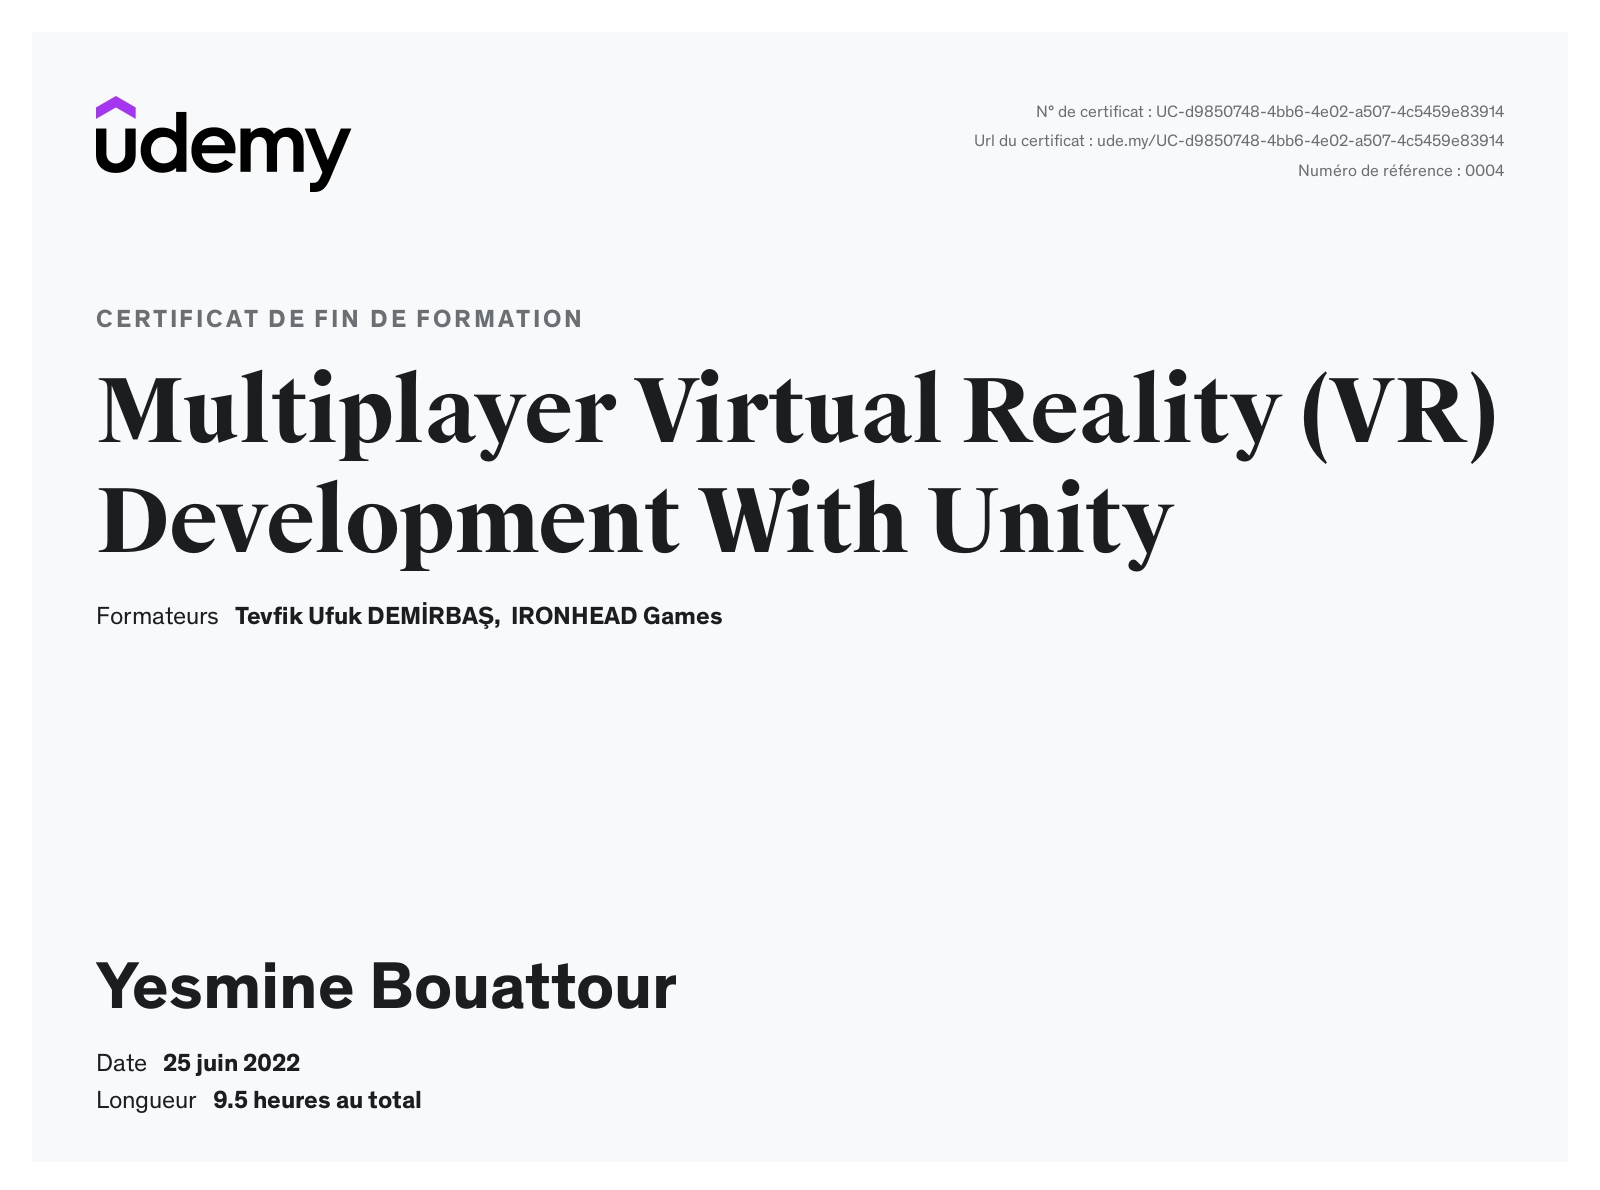 udemy
N° de certificat : UC-d9850748-4bb6-4e02-a507-4c5459e83914
Url du certificat : ude.my/UC-d9850748-4bb6-4e02-a507-4c5459e83914
Numéro de référence : 0004
CERTIFICAT DE FIN DE FORMATION
Multiplayer Virtual Reality (VR)
Development With Unity
Formateurs Tevfik Ufuk DEMİRBAŞ, IRONHEAD Games
Yesmine Bouattour
Date 25 juin 2022
Longueur 9.5 heures au total